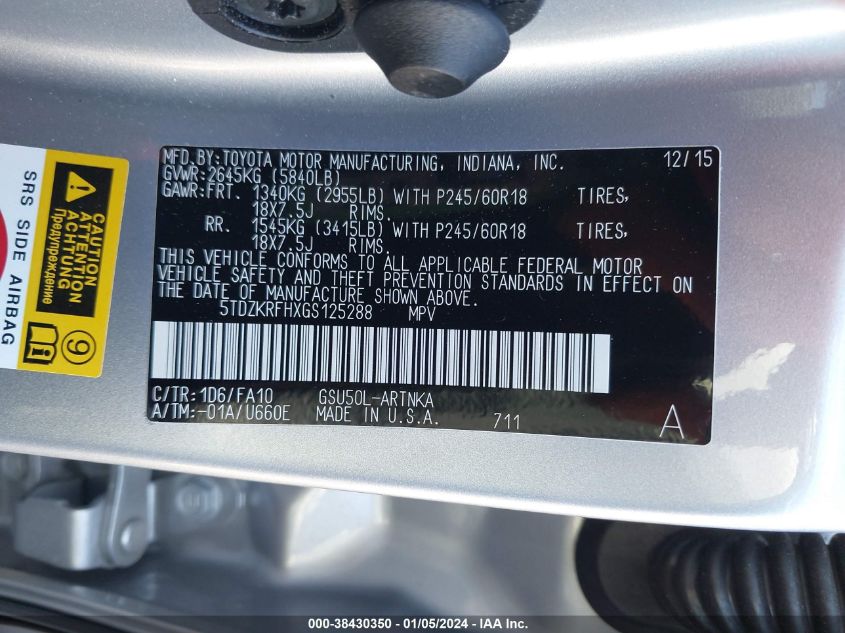 MFD.BY:TOYOTA MOTOR MANUFACTURING, INDIANA, INC. 12/15
GVWR:2645KG (5840LB)
GAWR:FRT. 1340KG (2955LB) WITH P245/60R18 TIRES,
18X7.5J RIMS.
RR. 1545KG (3415LB) WITH P245/60R18 TIRES,
18X7.5J RIMS.
THIS VEHICLE CONFORMS TO ALL APPLICABLE FEDERAL MOTOR
VEHICLE SAFETY AND THEFT PREVENTION STANDARDS IN EFFECT ON
THE DATE OF MANUFACTURE SHOWN ABOVE.
5TDZKRFHXGS125288 MPV
C/TR:1D6/FA10 GSU50L-ARTNKA
A/TM:-01A/U660E MADE IN U.S.A. 711 A
SRS SIDE AIRBAG
CAUTION
ATTENTION
ACHTUNG
Предупреждение
9
000-38430350 - 01/05/2024 - IAA Inc.